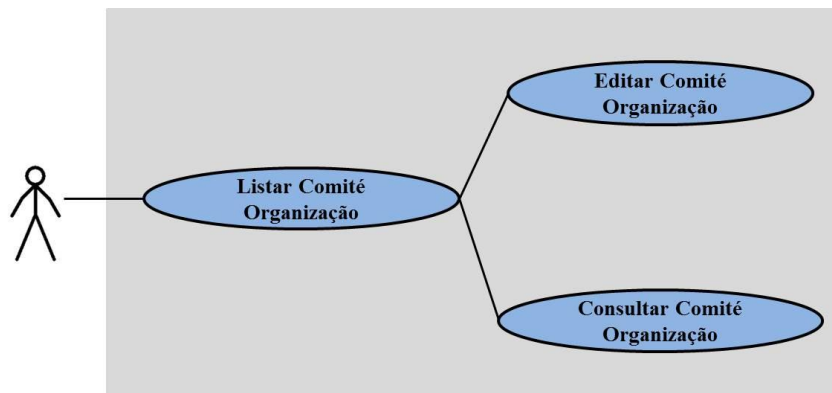 Editar Comité
Organização
Listar Comité
Organização
Consultar Comité
Organização